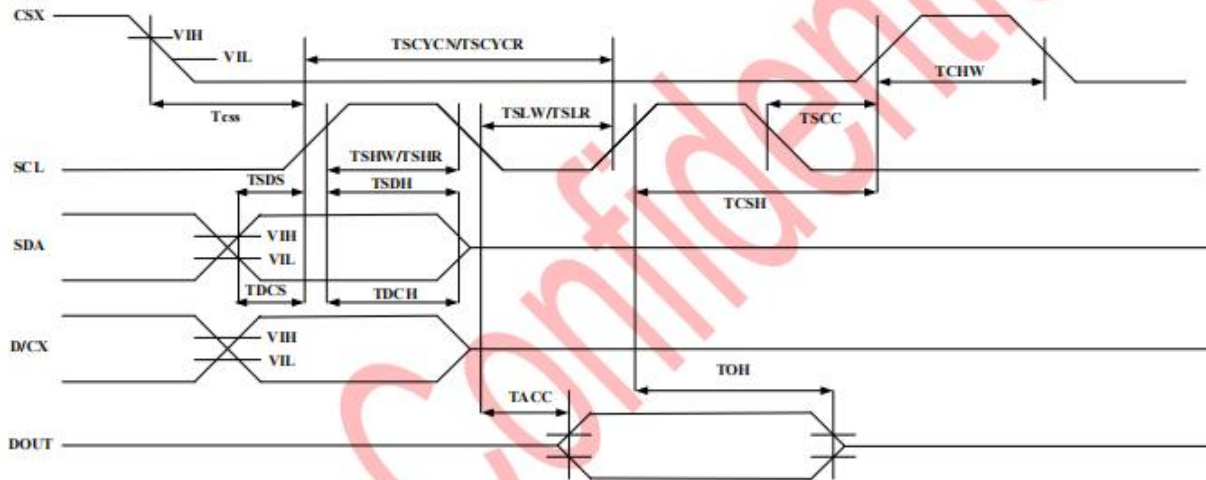 CSX
VIH
VIL
TSCYCN/TSCYCR
TCHW
Tcss
TSLW/TSLR
TSCC
SCL
TSHW/TSHR
TSDS
TSDH
TCSH
SDA
VIH
VIL
TDCS
TDCH
D/CX
VIH
VIL
TOH
TACC
DOUT
Confidenti